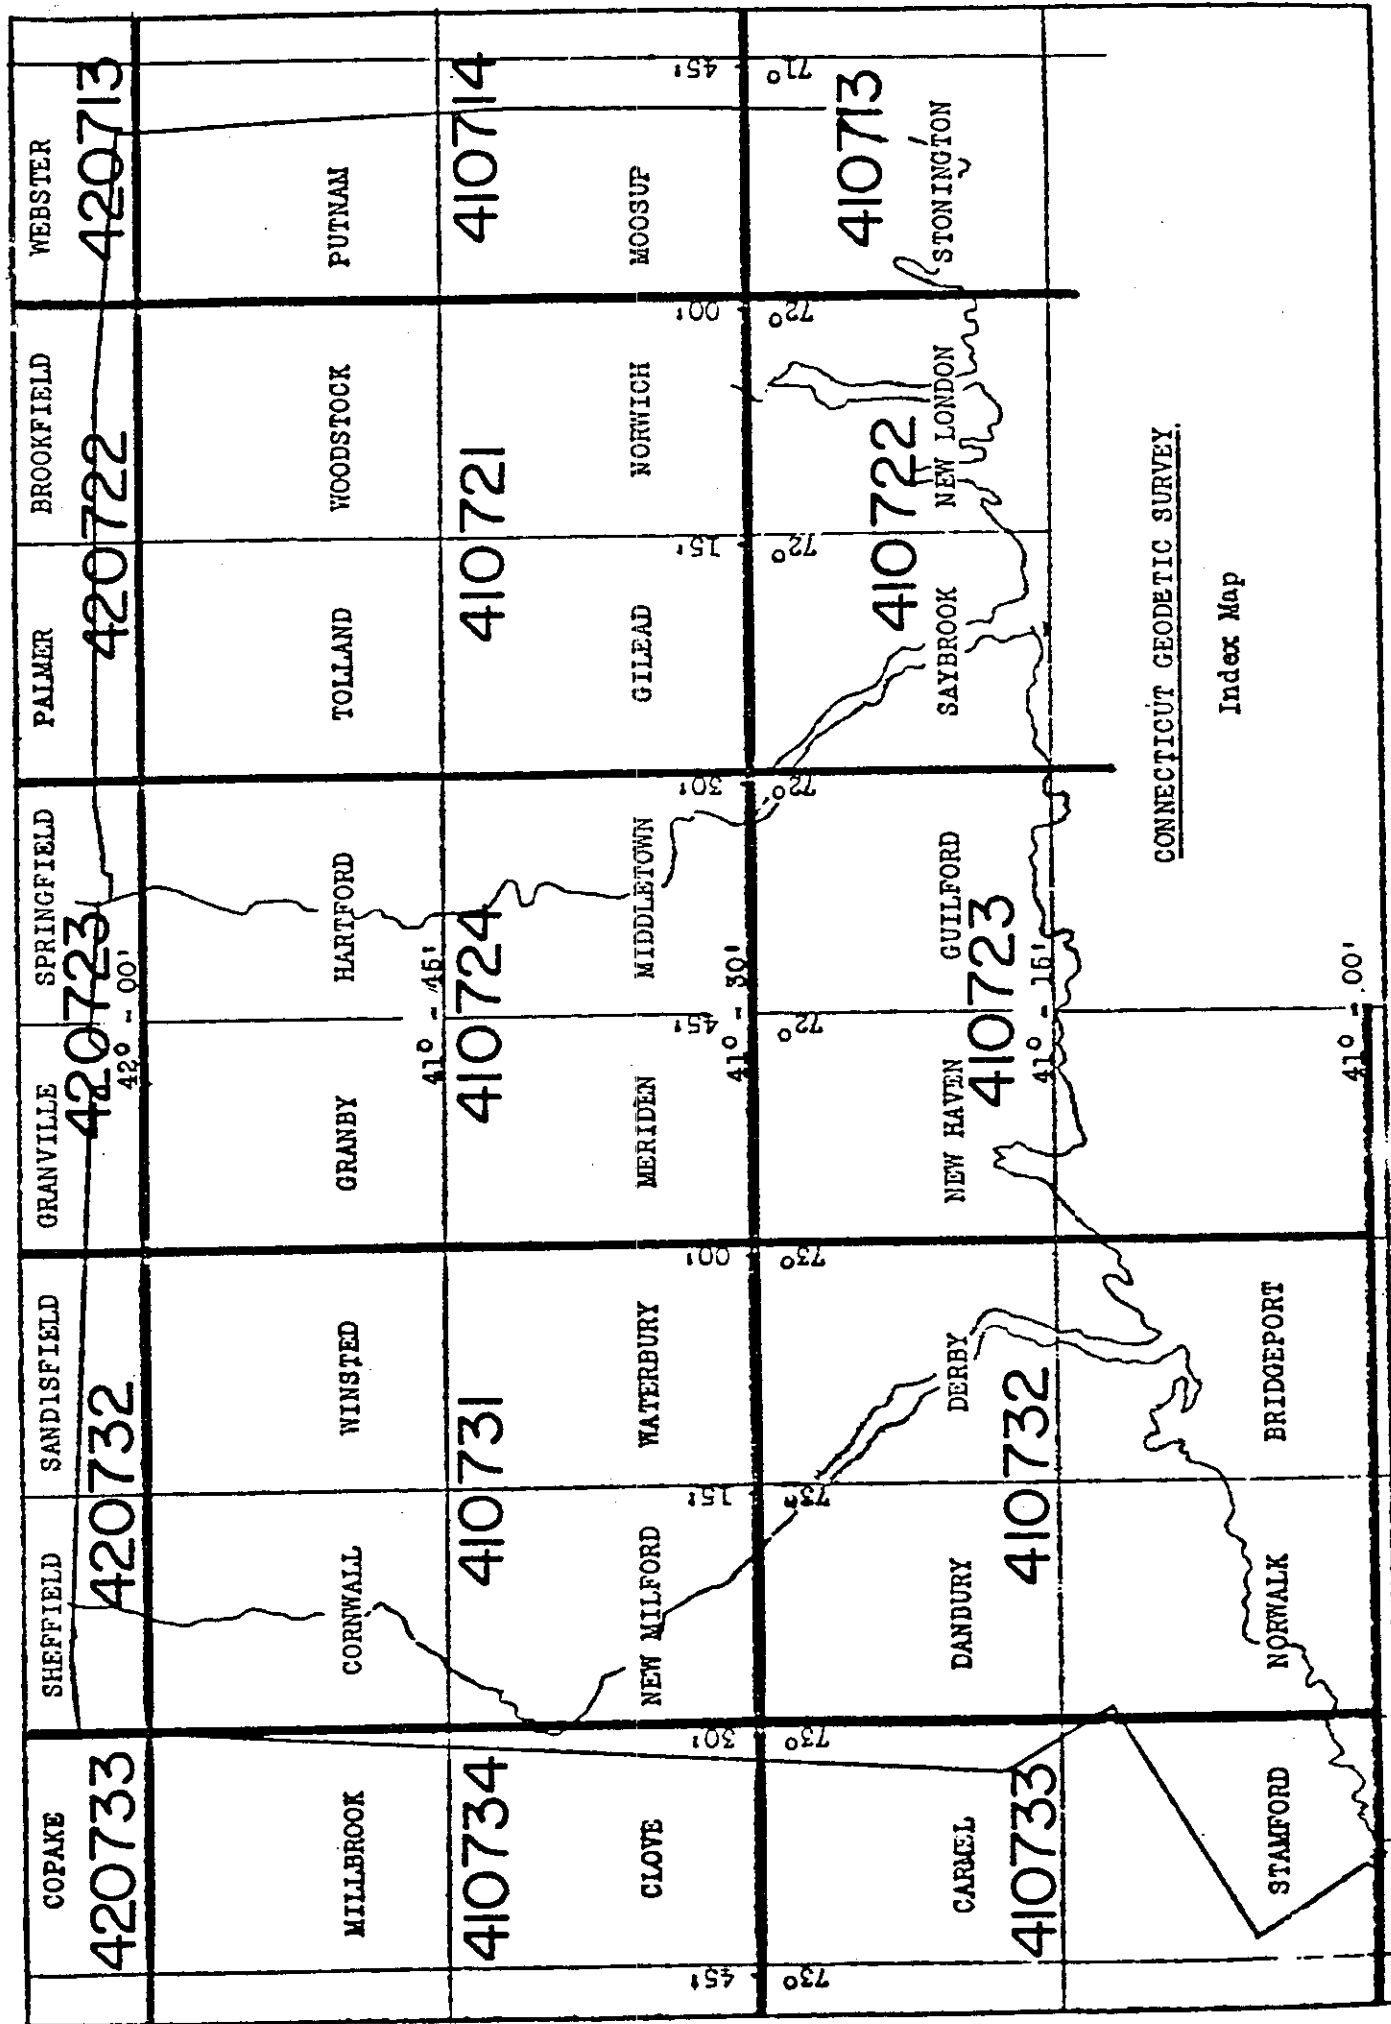 COPAKE
SHEFFIELD
SANDISFIELD
GRANVILLE
SPRINGFIELD
PALMER
BROOKFIELD
WEBSTER
420733
420732
420723
420722
420713
42° - 00'
MILLBROOK
CORNWALL
WINSTED
GRANBY
HARTFORD
TOLLAND
WOODSTOCK
PUTNAM
41° - 45'
410734
410731
410724
410721
410714
CLOVE
NEW MILFORD
WATERBURY
MERIDEN
MIDDLETOWN
GILEAD
NORWICH
MOOSUP
73° 45'
73° 30'
73° 15'
73° 00'
72° 45'
72° 30'
72° 15'
72° 00'
71° 45'
41° - 30'
CARMEL
DANBURY
DERBY
NEW HAVEN
GUILFORD
SAYBROOK
NEW LONDON
STONINGTON
410733
410732
410723
410722
410713
41° - 15'
STAMFORD
NORWALK
BRIDGEPORT
41° - 00'
CONNECTICUT GEODETIC SURVEY
Index Map